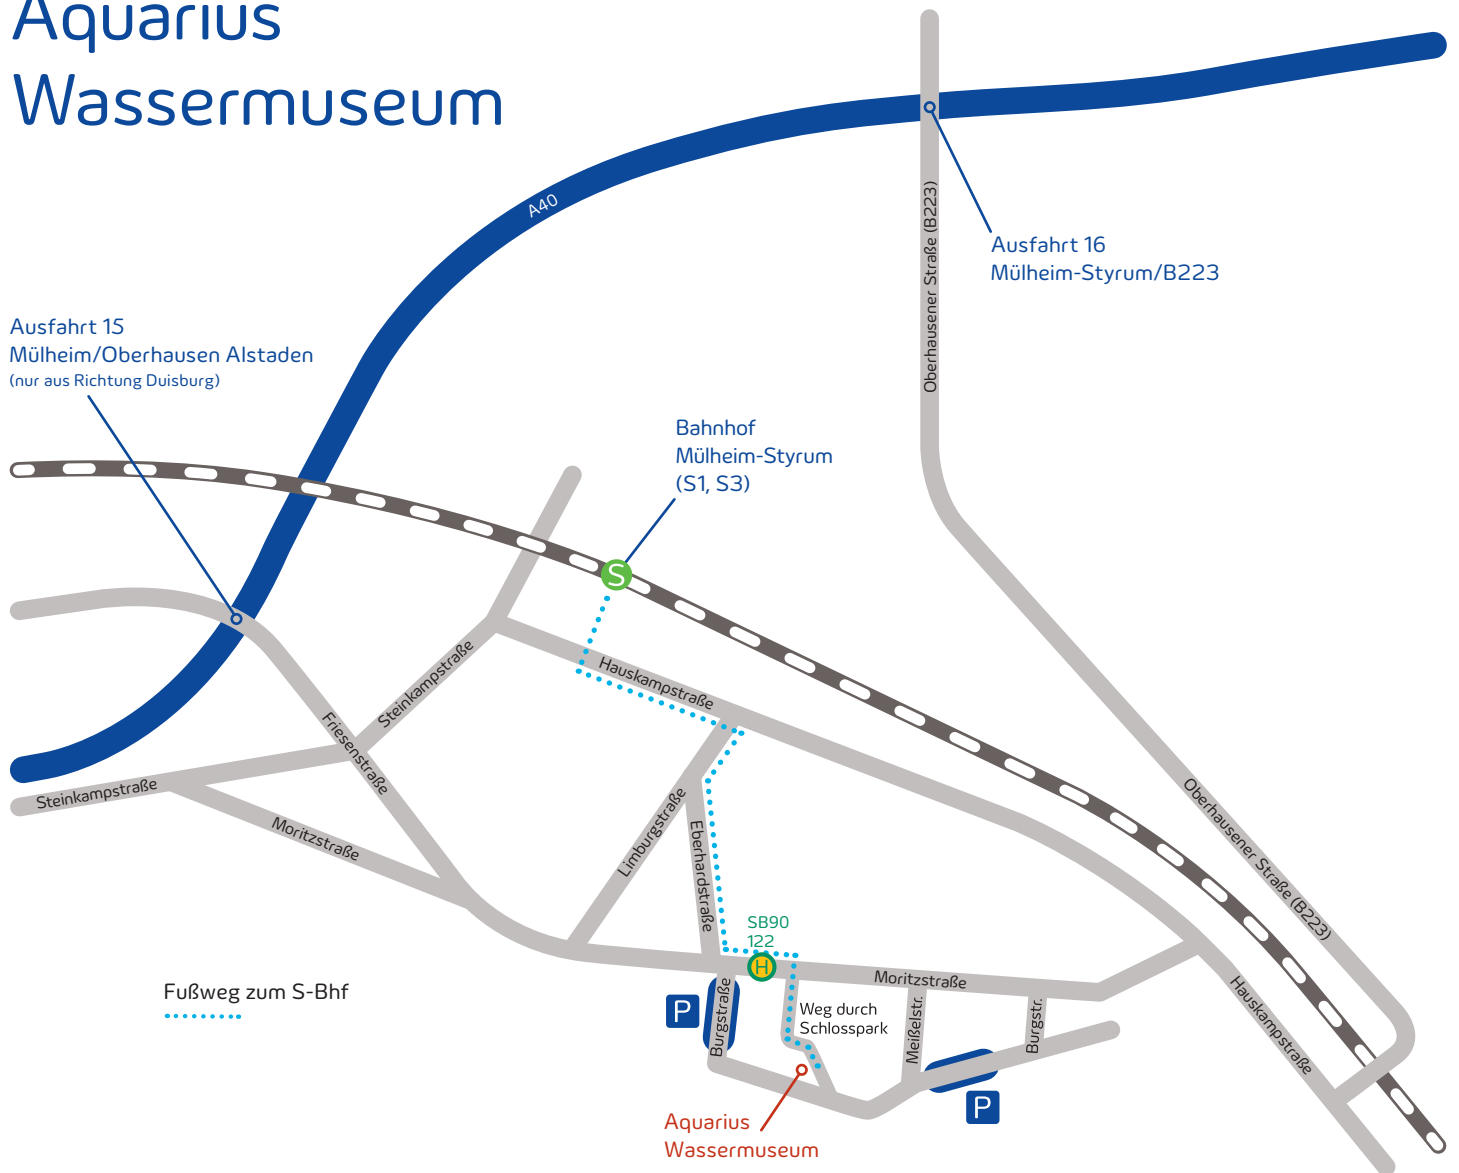 Aquarius
Wassermuseum
A40
Oberhausener Straße (B223)
Ausfahrt 16
Mülheim-Styrum/B223
Ausfahrt 15
Mülheim/Oberhausen Alstaden
(nur aus Richtung Duisburg)
Bahnhof
Mülheim-Styrum
(S1, S3)
S
Steinkampstraße
Hauskampstraße
Friesenstraße
Steinkampstraße
Moritzstraße
Limburgstraße
Eberhardstraße
Oberhausener Straße (B223)
SB90
122
H
Moritzstraße
Hauskampstraße
Fußweg zum S-Bhf
P
Burgstraße
Weg durch
Schlosspark
Meißelstr.
Burgstr.
P
Aquarius
Wassermuseum